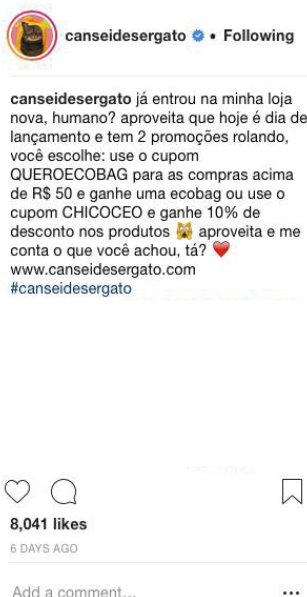 canseidesergato • Following
canseidesergato já entrou na minha loja
nova, humano? aproveita que hoje é dia de
lançamento e tem 2 promoções rolando,
você escolhe: use o cupom
QUEROECOBAG para as compras acima
de R$ 50 e ganhe uma ecobag ou use o
cupom CHICOCEO e ganhe 10% de
desconto nos produtos 🙀 aproveita e me
conta o que você achou, tá? ❤️
www.canseidesergato.com
#canseidesergato
8,041 likes
6 DAYS AGO
Add a comment...